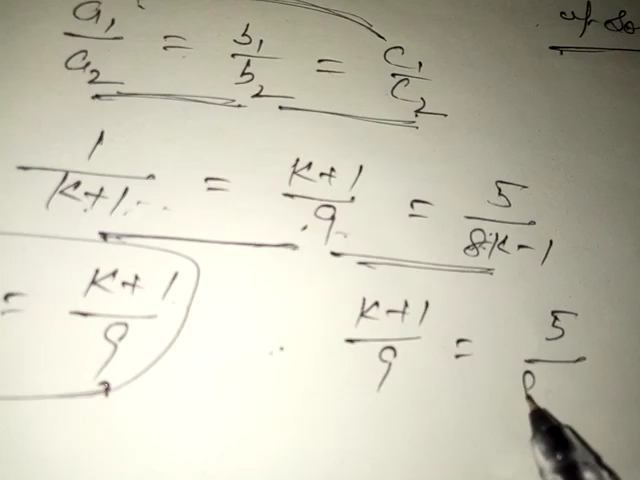 a₁/a₂ = b₁/b₂ = c₁/c₂
1/K+1 = K+1/9 = 5/8K-1
= K+1/9
K+1/9 = 5/